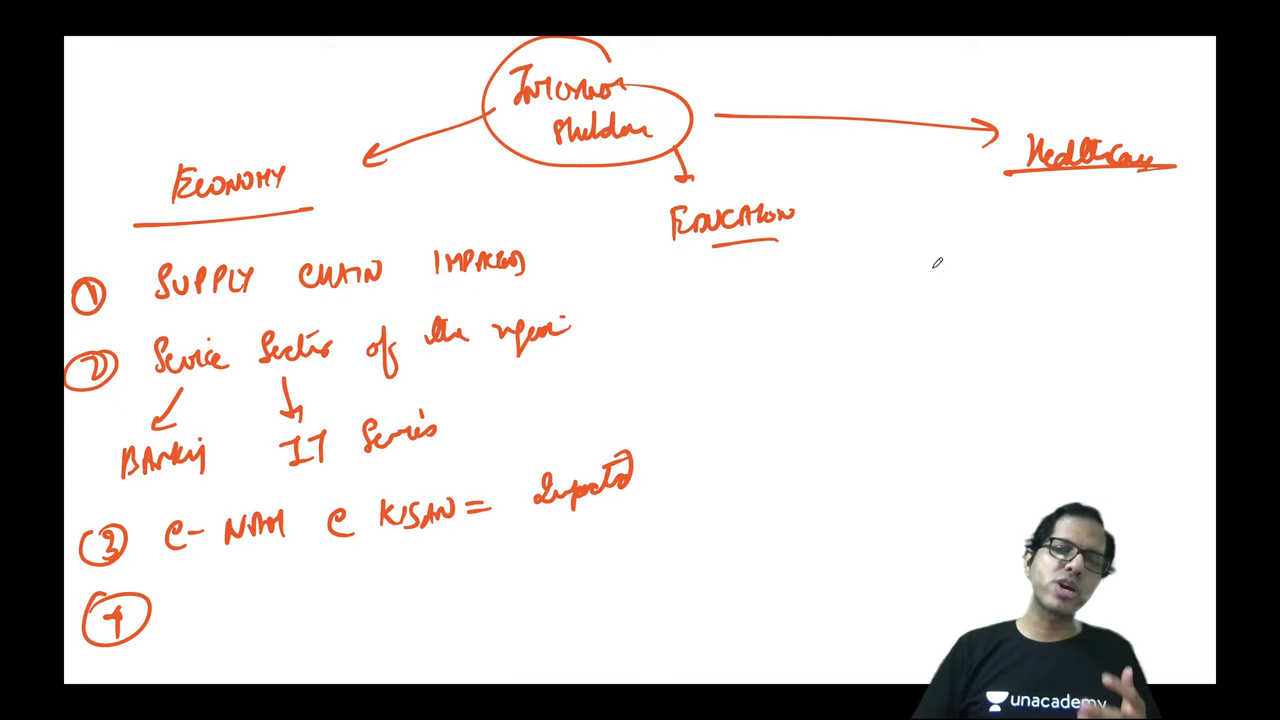 Internet
Shutdown
ECONOMY
Healthcare
EDUCATION
① SUPPLY CHAIN IMPACTED
② Service Sector of the region
BANKing IT Services
③ e-NAM e KISAN = Impacted
④
unacademy